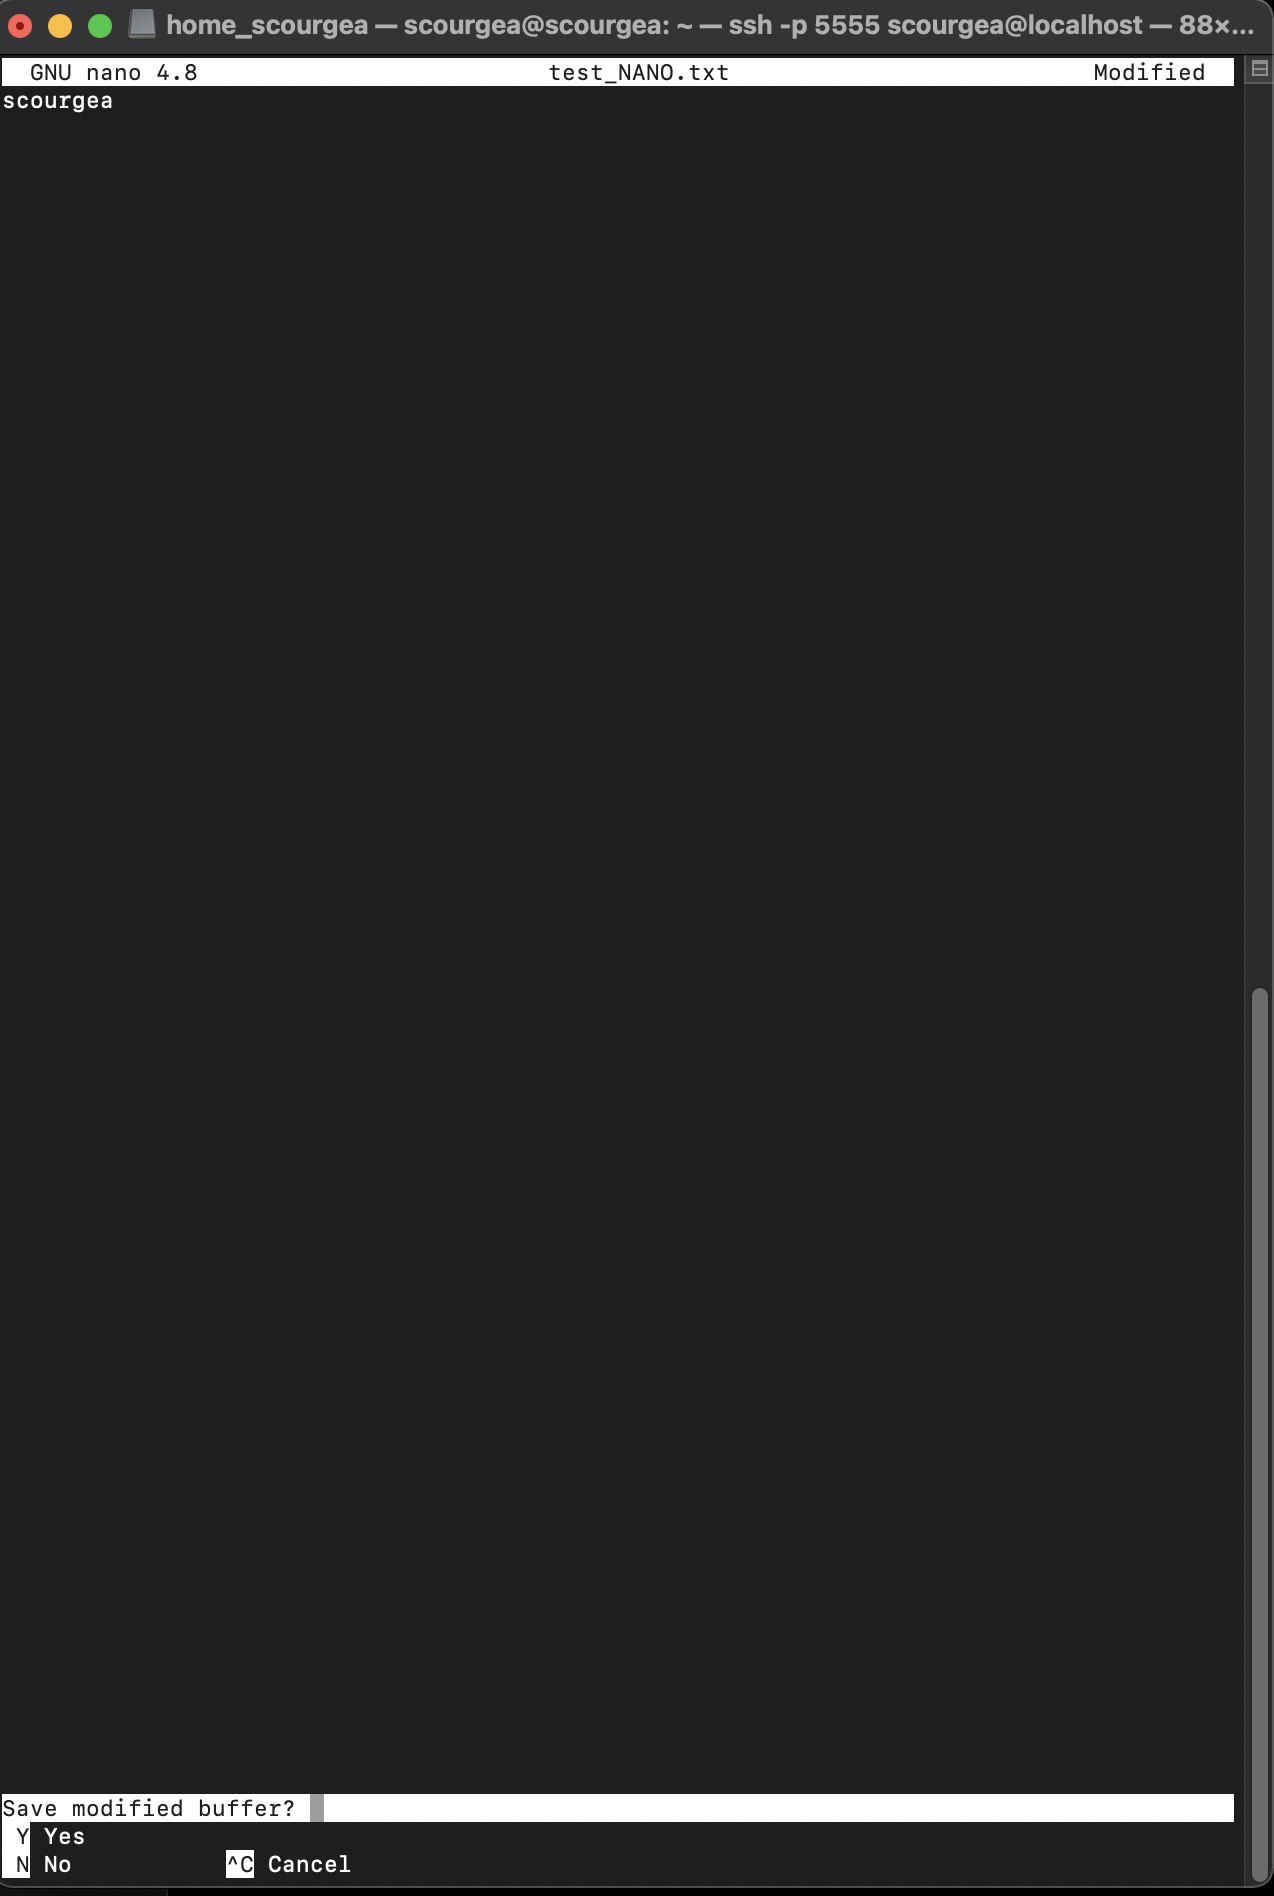 home_scourgea — scourgea@scourgea: ~ — ssh -p 5555 scourgea@localhost — 88×...
GNU nano 4.8 test_NANO.txt Modified
scourgea
Save modified buffer?
Y Yes
N No ^C Cancel